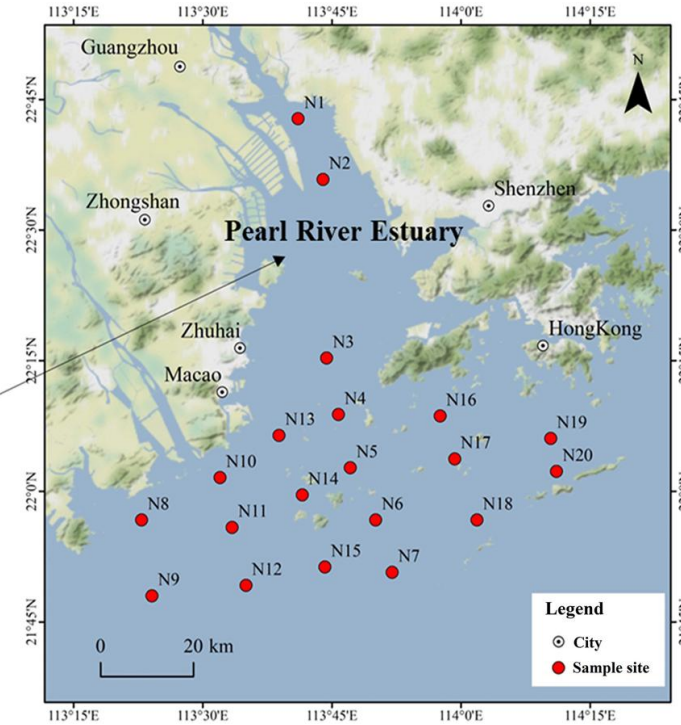 113°15'E 113°30'E 113°45'E 114°0'E 114°15'E
Guangzhou
N
22°45'N
N1
N2
Shenzhen
Zhongshan
22°30'N
Pearl River Estuary
Zhuhai
N3
HongKong
22°15'N
Macao
N4
N16
N13
N19
N5
N17
N10
N20
N14
22°0'N
N8
N11
N6
N18
N15
N7
N12
N9
21°45'N
Legend
City
Sample site
0 20 km
113°15'E 113°30'E 113°45'E 114°0'E 114°15'E